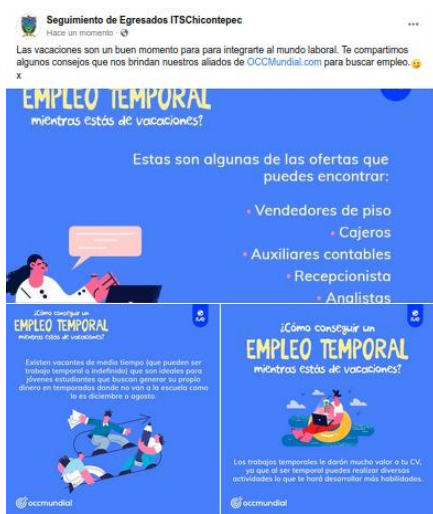 Seguimiento de Egresados ITSChicontepec
Hace un momento ·
Las vacaciones son un buen momento para para integrarte al mundo laboral. Te compartimos
algunos consejos que nos brindan nuestros aliados de OCCMundial.com para buscar empleo.
x
EMPLEO TEMPORAL
mientras estás de vacaciones?
Estas son algunas de las ofertas que
puedes encontrar:
• Vendedores de piso
• Cajeros
• Auxiliares contables
• Recepcionista
• Analistas
¿Cómo conseguir un
EMPLEO TEMPORAL
mientras estás de vacaciones?
Existen vacantes de medio tiempo (que pueden ser
trabajo temporal o indefinido) que son ideales para
jóvenes estudiantes que buscan generar su propio
dinero en temporadas donde no van a la escuela como
lo es diciembre o agosto.
occmundial
¿Cómo conseguir un
EMPLEO TEMPORAL
mientras estás de vacaciones?
Los trabajos temporales le darán mucho valor a tu CV,
ya que al ser temporal puedes realizar diversas
actividades lo que te hará desarrollar más habilidades.
occmundial